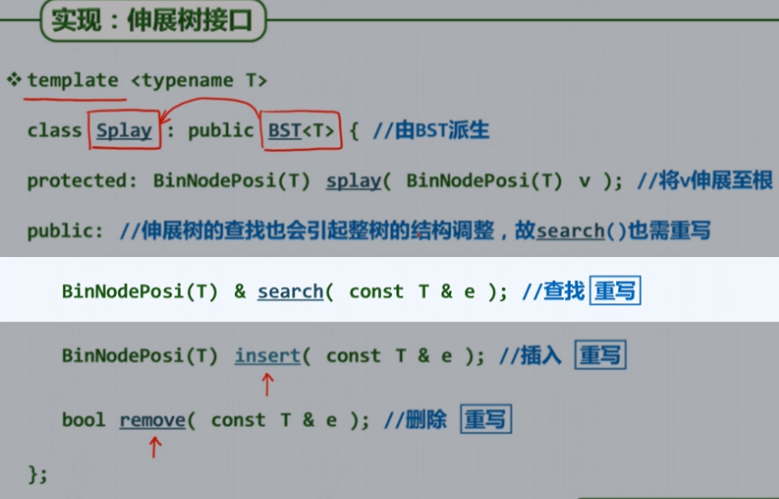 实现：伸展树接口
❖ template <typename T>
class Splay : public BST<T> { //由BST派生
protected: BinNodePosi(T) splay( BinNodePosi(T) v ); //将v伸展至根
public: //伸展树的查找也会引起整树的结构调整，故search()也需重写
BinNodePosi(T) & search( const T & e ); //查找 重写
BinNodePosi(T) insert( const T & e ); //插入 重写
bool remove( const T & e ); //删除 重写
};